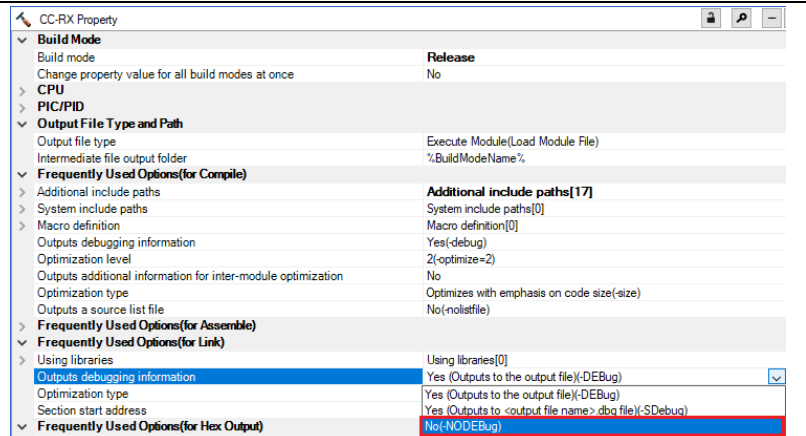 CC-RX Property
Build Mode
Build mode Release
Change property value for all build modes at once No
CPU
PIC/PID
Output File Type and Path
Output file type Execute Module(Load Module File)
Intermediate file output folder %BuildModeName%
Frequently Used Options(for Compile)
Additional include paths Additional include paths[17]
System include paths System include paths[0]
Macro definition Macro definition[0]
Outputs debugging information Yes(-debug)
Optimization level 2(-optimize=2)
Outputs additional information for inter-module optimization No
Optimization type Optimizes with emphasis on code size(-size)
Outputs a source list file No(-nolistfile)
Frequently Used Options(for Assemble)
Frequently Used Options(for Link)
Using libraries Using libraries[0]
Outputs debugging information Yes (Outputs to the output file)(-DEBug)
Optimization type Yes (Outputs to the output file)(-DEBug)
Section start address Yes (Outputs to <output file name>.dbg file)(-SDebug)
Frequently Used Options(for Hex Output) No(-NODEBug)